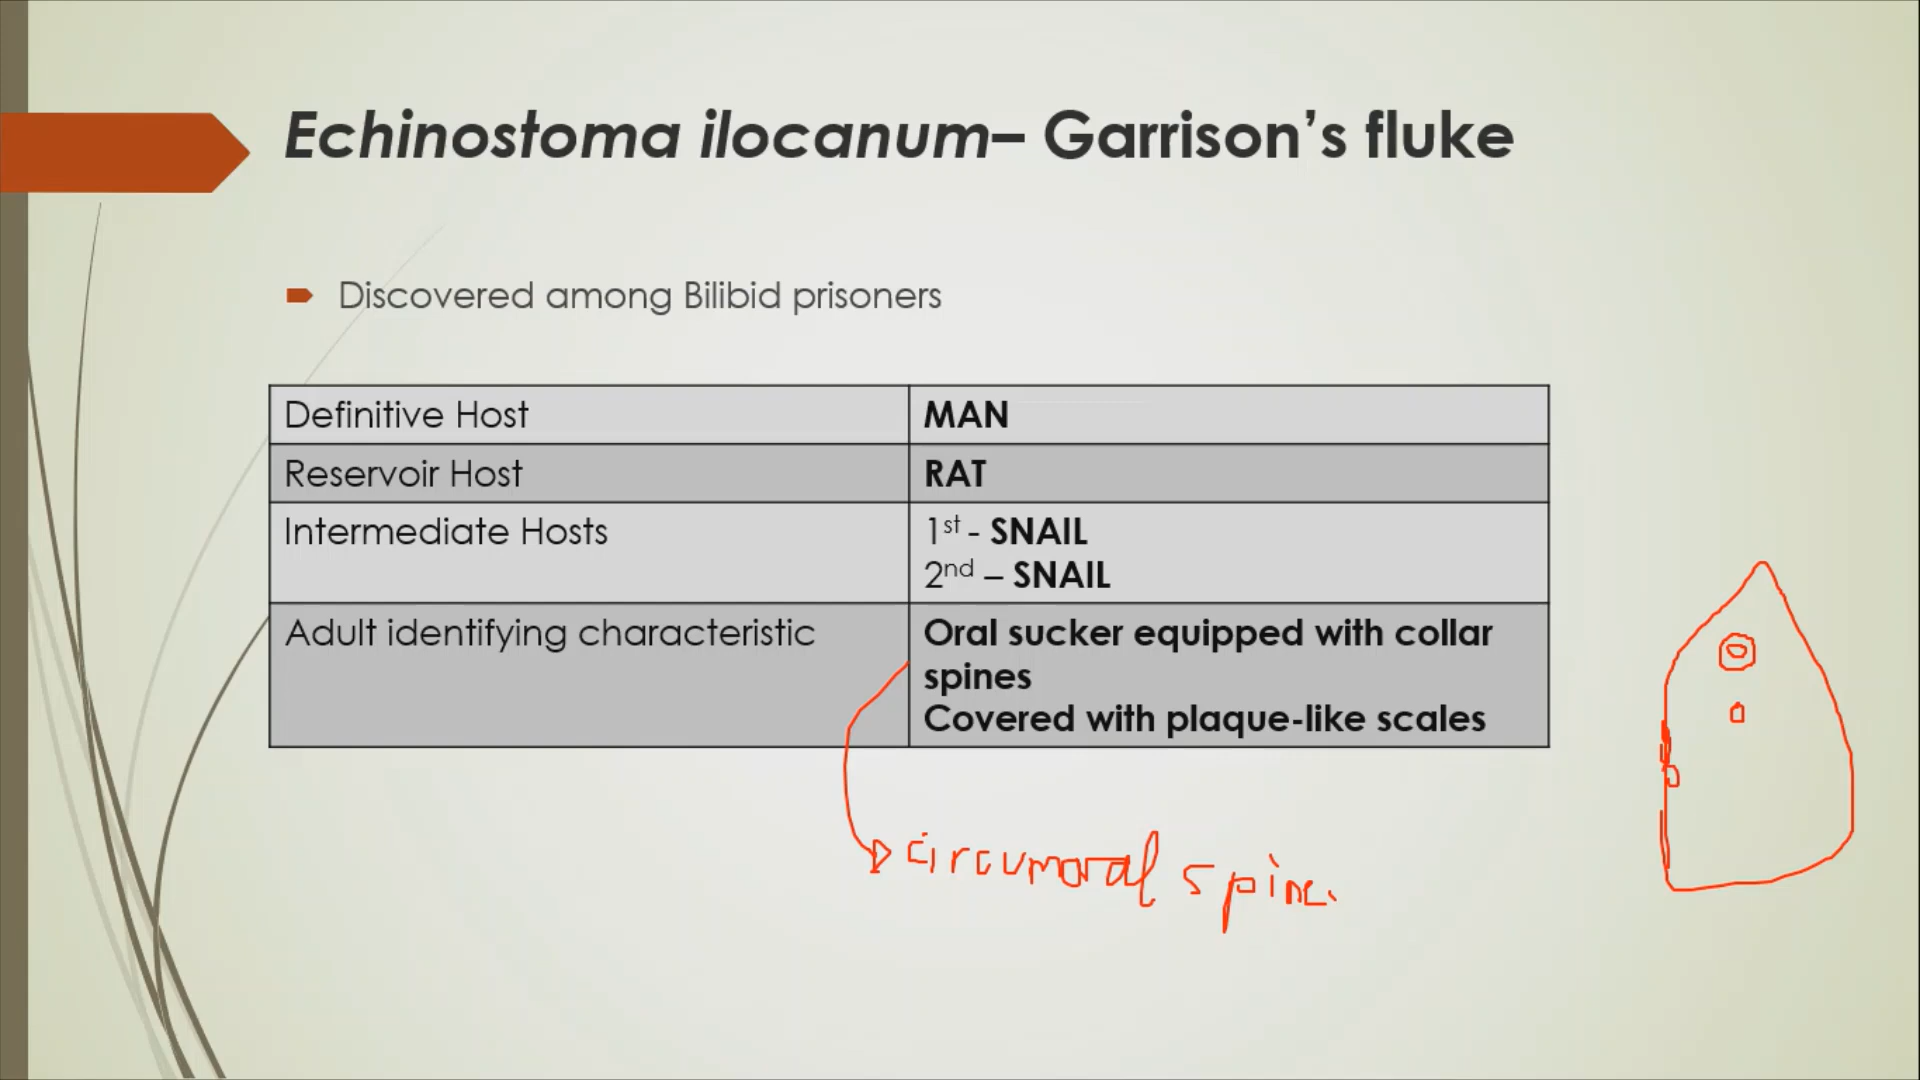 Echinostoma ilocanum– Garrison’s fluke
Discovered among Bilibid prisoners
Definitive Host MAN
Reservoir Host RAT
Intermediate Hosts 1st - SNAIL
2nd – SNAIL
Adult identifying characteristic Oral sucker equipped with collar
spines
Covered with plaque-like scales
circumoral spine